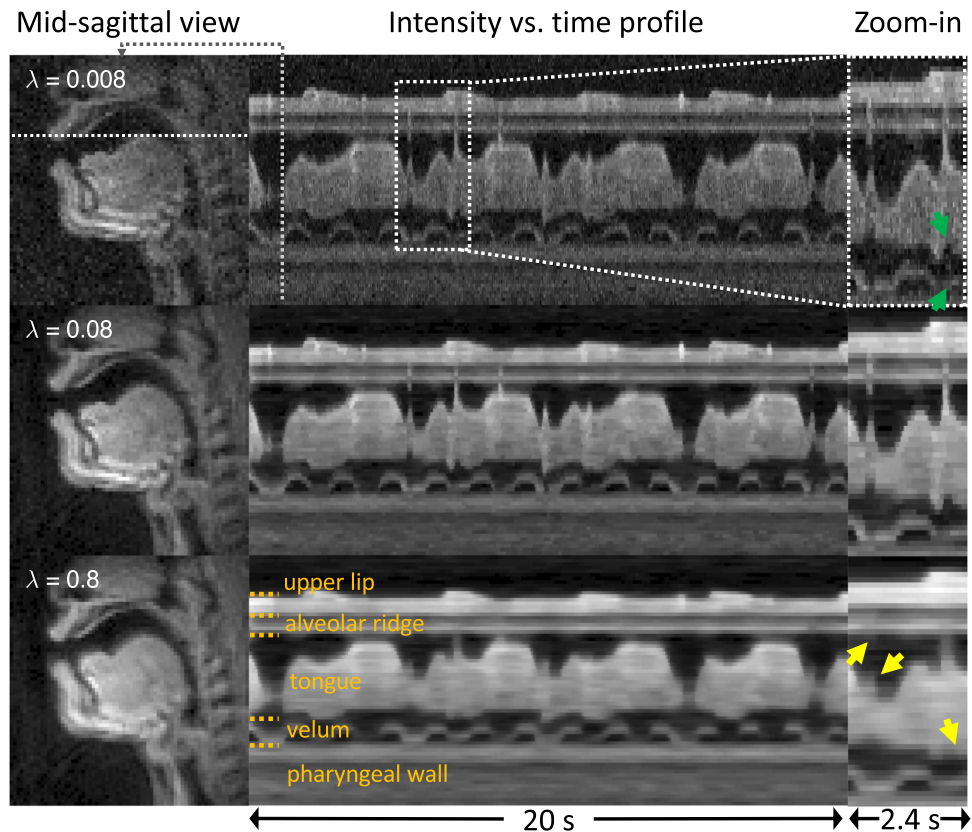 Mid-sagittal view
Intensity vs. time profile
Zoom-in
λ = 0.008
λ = 0.08
λ = 0.8
upper lip
alveolar ridge
tongue
velum
pharyngeal wall
20 s
2.4 s